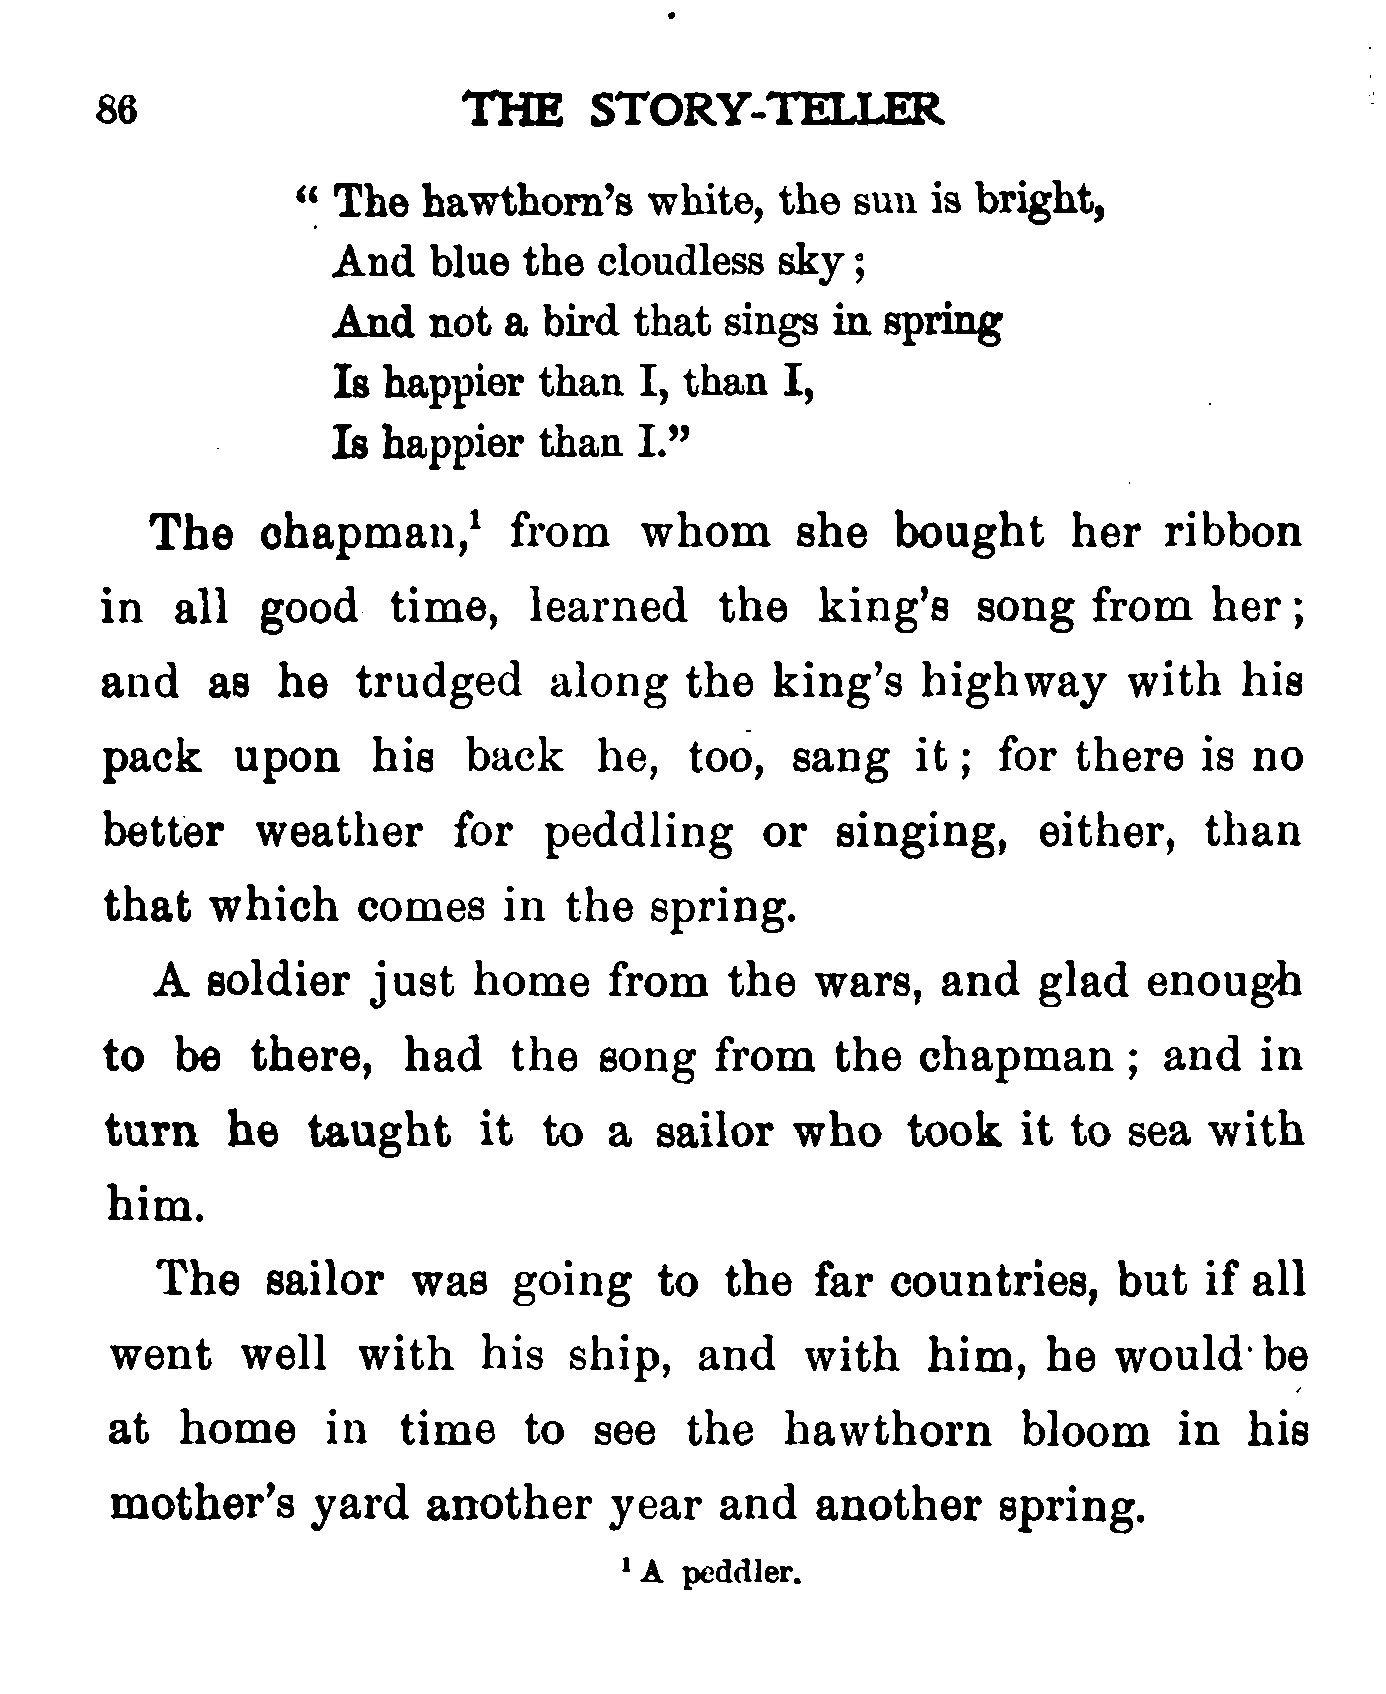 86 THE STORY-TELLER
“ The hawthorn’s white, the sun is bright,
And blue the cloudless sky ;
And not a bird that sings in spring
Is happier than I, than I,
Is happier than I.”
The chapman,¹ from whom she bought her ribbon
in all good time, learned the king’s song from her ;
and as he trudged along the king’s highway with his
pack upon his back he, too, sang it ; for there is no
better weather for peddling or singing, either, than
that which comes in the spring.
A soldier just home from the wars, and glad enough
to be there, had the song from the chapman ; and in
turn he taught it to a sailor who took it to sea with
him.
The sailor was going to the far countries, but if all
went well with his ship, and with him, he would be
at home in time to see the hawthorn bloom in his
mother’s yard another year and another spring.
¹ A peddler.